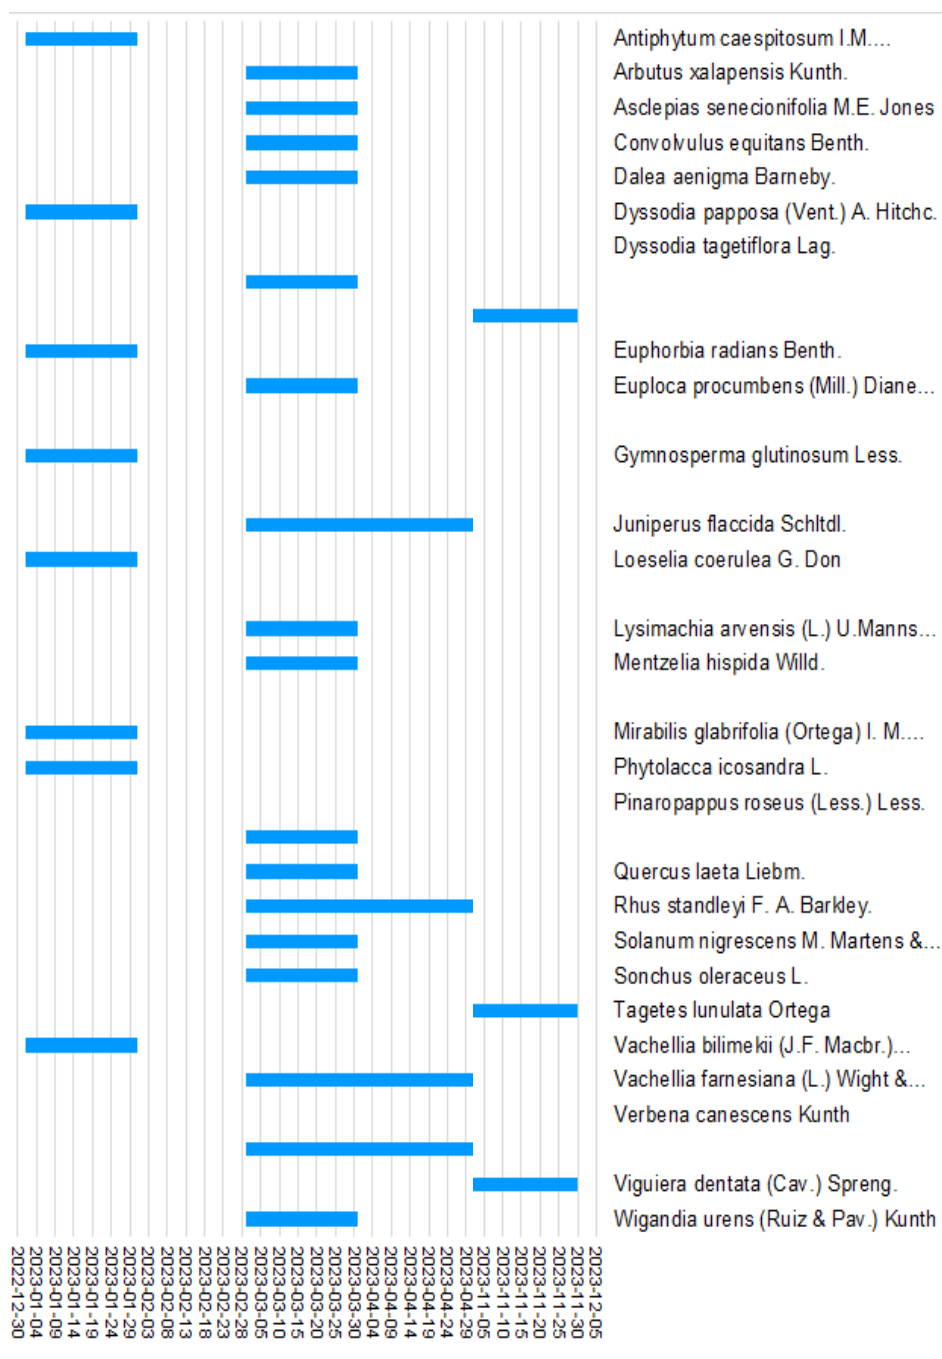 Antiphytum caespitosum I.M....
Arbutus xalapensis Kunth.
Asclepias senecionifolia M.E. Jones
Convolvulus equitans Benth.
Dalea aenigma Barneby.
Dyssodia papposa (Vent.) A. Hitchc.
Dyssodia tagetiflora Lag.
Euphorbia radians Benth.
Euploca procumbens (Mill.) Diane...
Gymnosperma glutinosum Less.
Juniperus flaccida Schltdl.
Loeselia coerulea G. Don
Lysimachia arvensis (L.) U.Manns...
Mentzelia hispida Willd.
Mirabilis glabrifolia (Ortega) I. M....
Phytolacca icosandra L.
Pinaropappus roseus (Less.) Less.
Quercus laeta Liebm.
Rhus standleyi F. A. Barkley.
Solanum nigrescens M. Martens &...
Sonchus oleraceus L.
Tagetes lunulata Ortega
Vachellia bilimekii (J.F. Macbr.)...
Vachellia farnesiana (L.) Wight &...
Verbena canescens Kunth
Viguiera dentata (Cav.) Spreng.
Wigandia urens (Ruiz & Pav.) Kunth
2022-12-30
2023-01-04
2023-01-09
2023-01-14
2023-01-19
2023-01-24
2023-01-29
2023-02-03
2023-02-08
2023-02-13
2023-02-18
2023-02-23
2023-02-28
2023-03-05
2023-03-10
2023-03-15
2023-03-20
2023-03-25
2023-03-30
2023-04-04
2023-04-09
2023-04-14
2023-04-19
2023-04-24
2023-04-29
2023-11-05
2023-11-10
2023-11-15
2023-11-20
2023-11-25
2023-11-30
2023-12-05